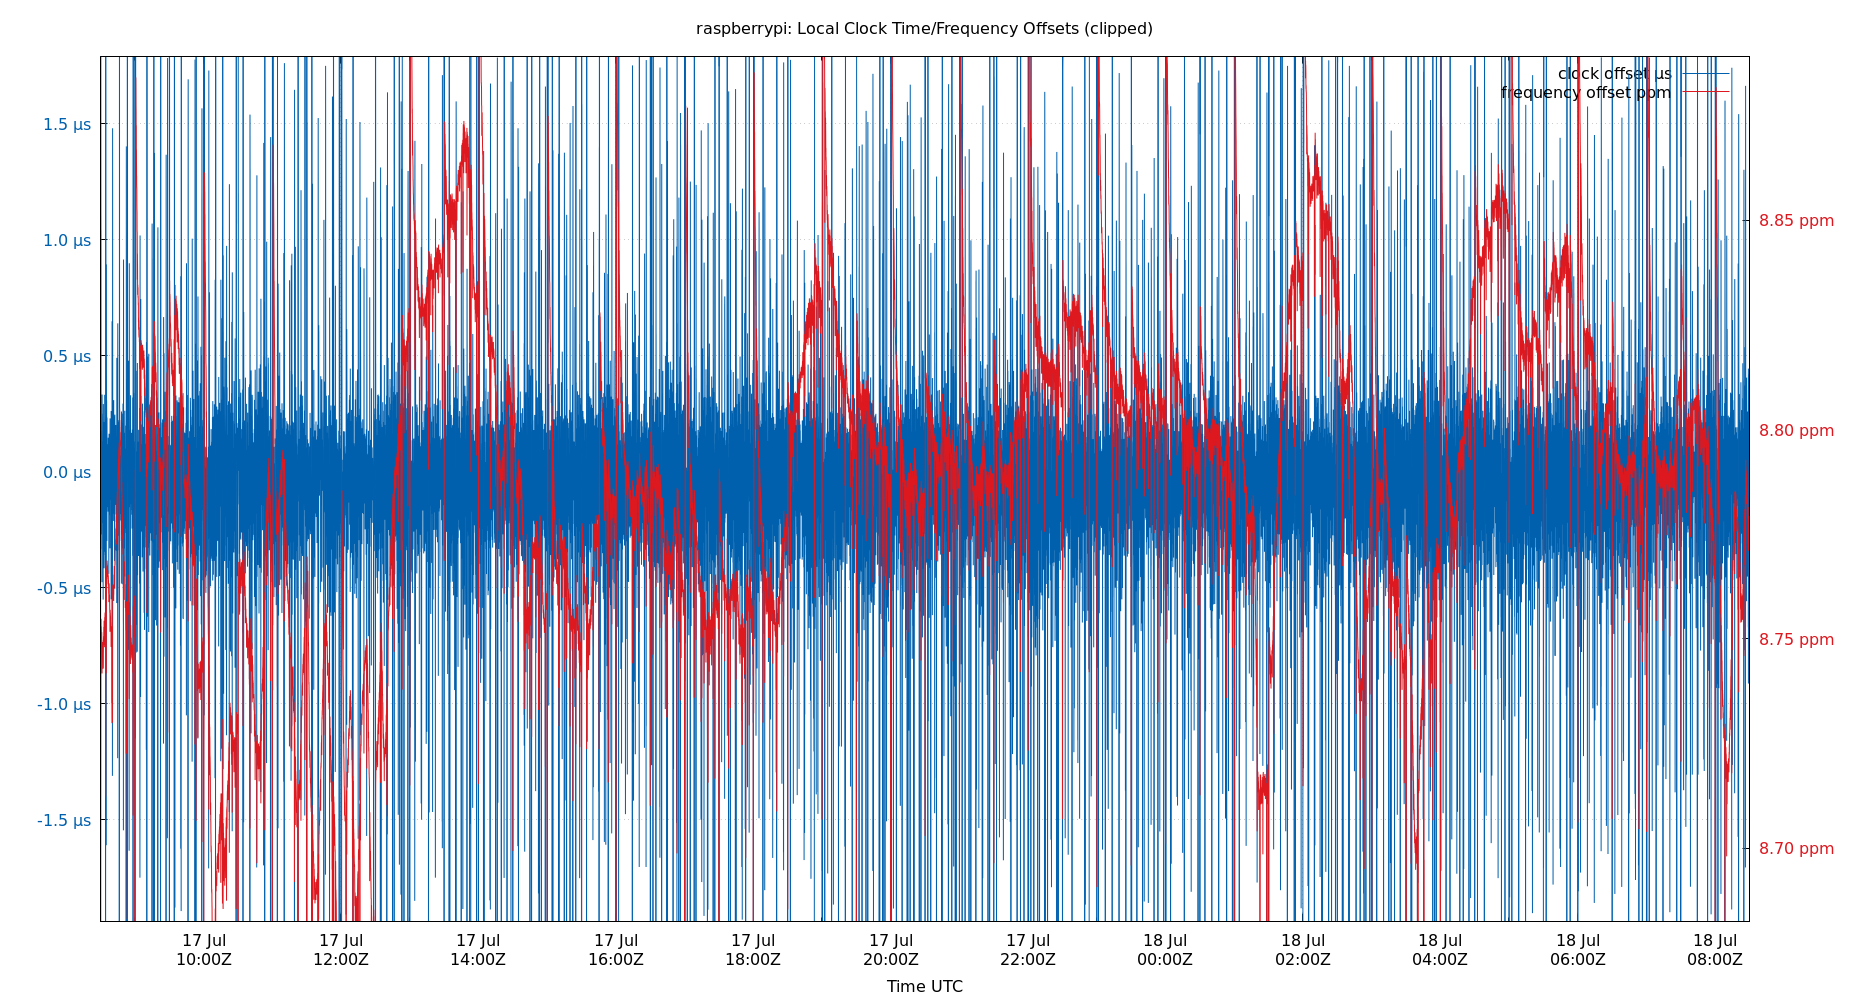 raspberrypi: Local Clock Time/Frequency Offsets (clipped)
clock offset µs
frequency offset ppm
1.5 µs
1.0 µs
0.5 µs
0.0 µs
-0.5 µs
-1.0 µs
-1.5 µs
8.85 ppm
8.80 ppm
8.75 ppm
8.70 ppm
17 Jul 17 Jul 17 Jul 17 Jul 17 Jul 17 Jul 17 Jul 18 Jul 18 Jul 18 Jul 18 Jul 18 Jul
10:00Z 12:00Z 14:00Z 16:00Z 18:00Z 20:00Z 22:00Z 00:00Z 02:00Z 04:00Z 06:00Z 08:00Z
Time UTC